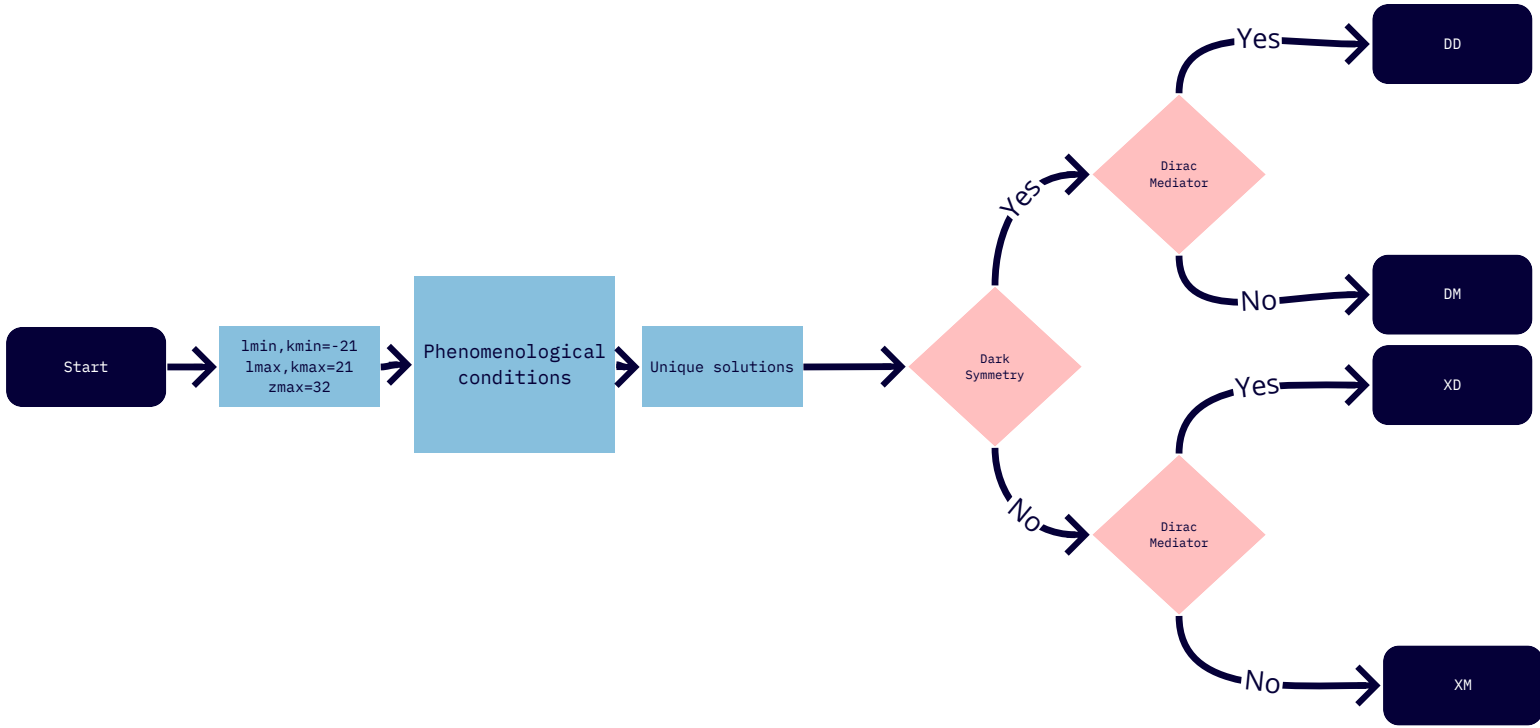 Start
lmin,kmin=-21
lmax,kmax=21
zmax=32
Phenomenological
conditions
Unique solutions
Dark
Symmetry
Yes
No
Dirac
Mediator
Yes
DD
No
DM
Dirac
Mediator
Yes
XD
No
XM